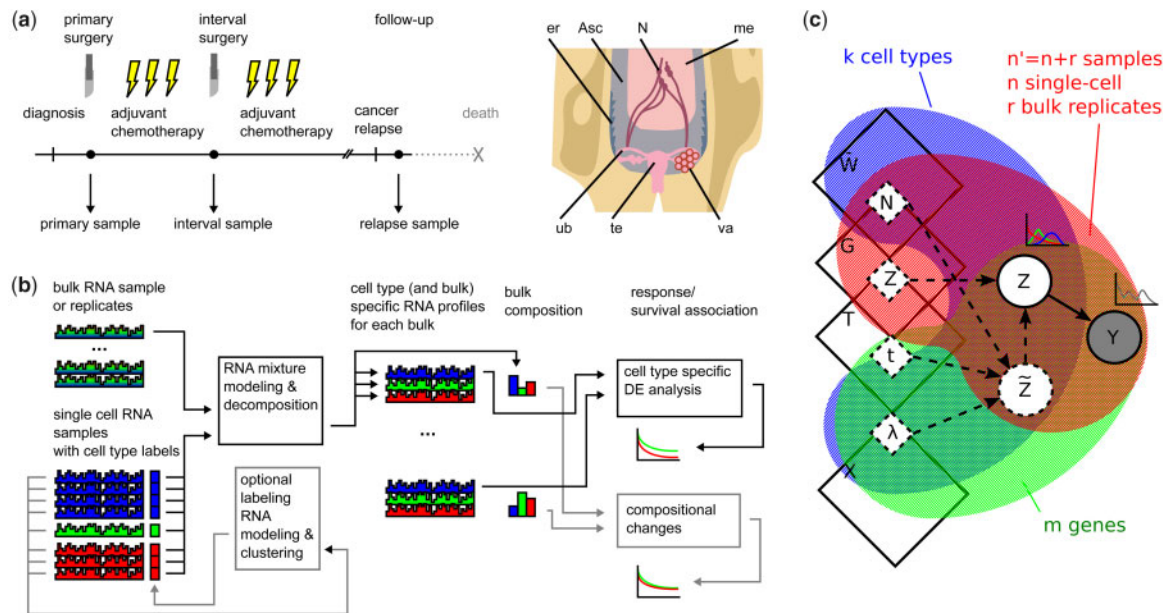 (a)
primary
surgery
interval
surgery
follow-up
diagnosis
adjuvant
chemotherapy
adjuvant
chemotherapy
cancer
relapse
death
primary sample
interval sample
relapse sample
er
Asc
N
me
ub
te
va
(b)
bulk RNA sample
or replicates
...
single cell RNA
samples
with cell type labels
RNA mixture
modeling &
decomposition
optional
labeling
RNA
modeling &
clustering
cell type (and bulk)
specific RNA profiles
for each bulk
...
bulk
composition
response/
survival association
cell type specific
DE analysis
compositional
changes
(c)
k cell types
n'=n+r samples
n single-cell
r bulk replicates
W̃
N
G
Z
Z
T
t
Y
Z̃
λ
X
m genes